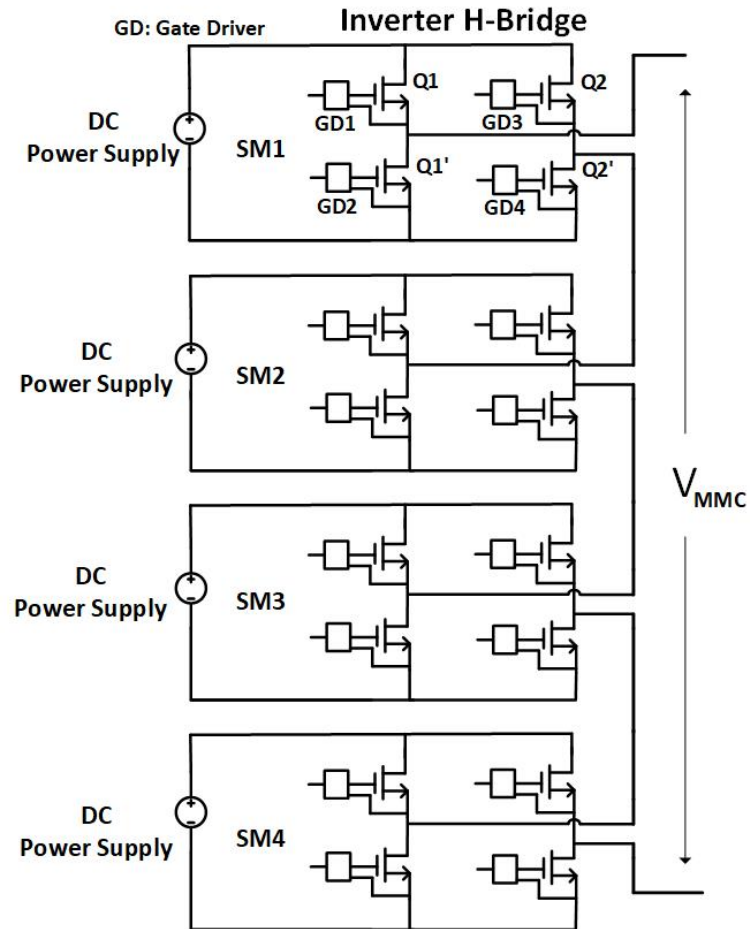 GD: Gate Driver
Inverter H-Bridge
DC
Power Supply
+
-
SM1
Q1
GD1
Q1'
GD2
Q2
GD3
Q2'
GD4
DC
Power Supply
+
-
SM2
DC
Power Supply
+
-
SM3
DC
Power Supply
+
-
SM4
VMMC